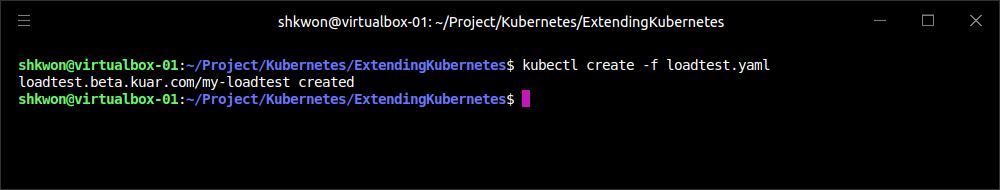 shkwon@virtualbox-01: ~/Project/Kubernetes/ExtendingKubernetes
shkwon@virtualbox-01:~/Project/Kubernetes/ExtendingKubernetes$ kubectl create -f loadtest.yaml
loadtest.beta.kuar.com/my-loadtest created
shkwon@virtualbox-01:~/Project/Kubernetes/ExtendingKubernetes$